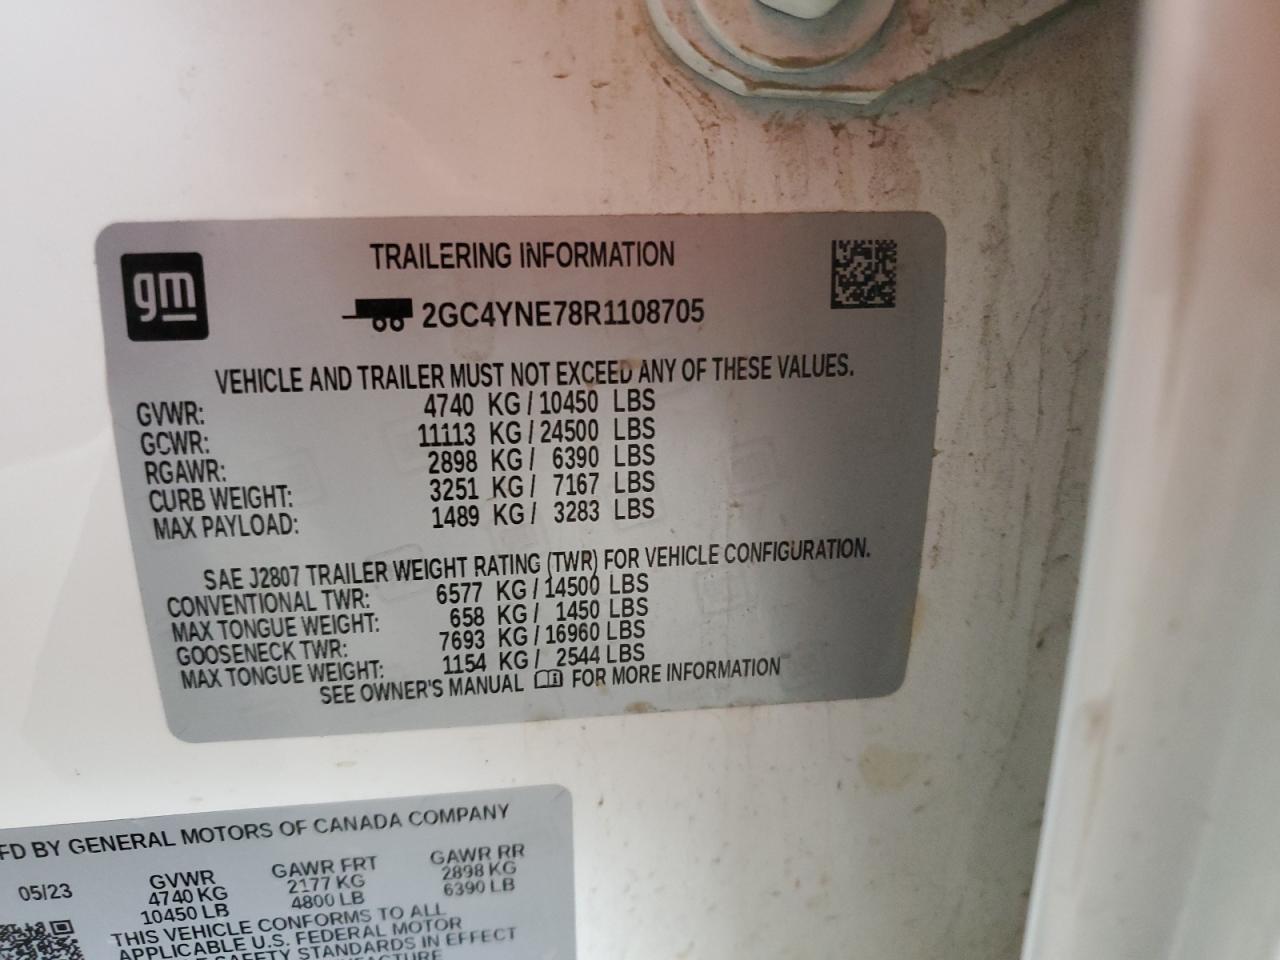 gm
TRAILERING INFORMATION
2GC4YNE78R1108705
VEHICLE AND TRAILER MUST NOT EXCEED ANY OF THESE VALUES.
GVWR: 4740 KG / 10450 LBS
GCWR: 11113 KG / 24500 LBS
RGAWR: 2898 KG / 6390 LBS
CURB WEIGHT: 3251 KG / 7167 LBS
MAX PAYLOAD: 1489 KG / 3283 LBS
SAE J2807 TRAILER WEIGHT RATING (TWR) FOR VEHICLE CONFIGURATION.
CONVENTIONAL TWR: 6577 KG / 14500 LBS
MAX TONGUE WEIGHT: 658 KG / 1450 LBS
GOOSENECK TWR: 7693 KG / 16960 LBS
MAX TONGUE WEIGHT: 1154 KG / 2544 LBS
SEE OWNER'S MANUAL FOR MORE INFORMATION
FD BY GENERAL MOTORS OF CANADA COMPANY
05/23 GVWR GAWR FRT GAWR RR
4740 KG 2177 KG 2898 KG
10450 LB 4800 LB 6390 LB
THIS VEHICLE CONFORMS TO ALL
APPLICABLE U.S. FEDERAL MOTOR
SAFETY STANDARDS IN EFFECT